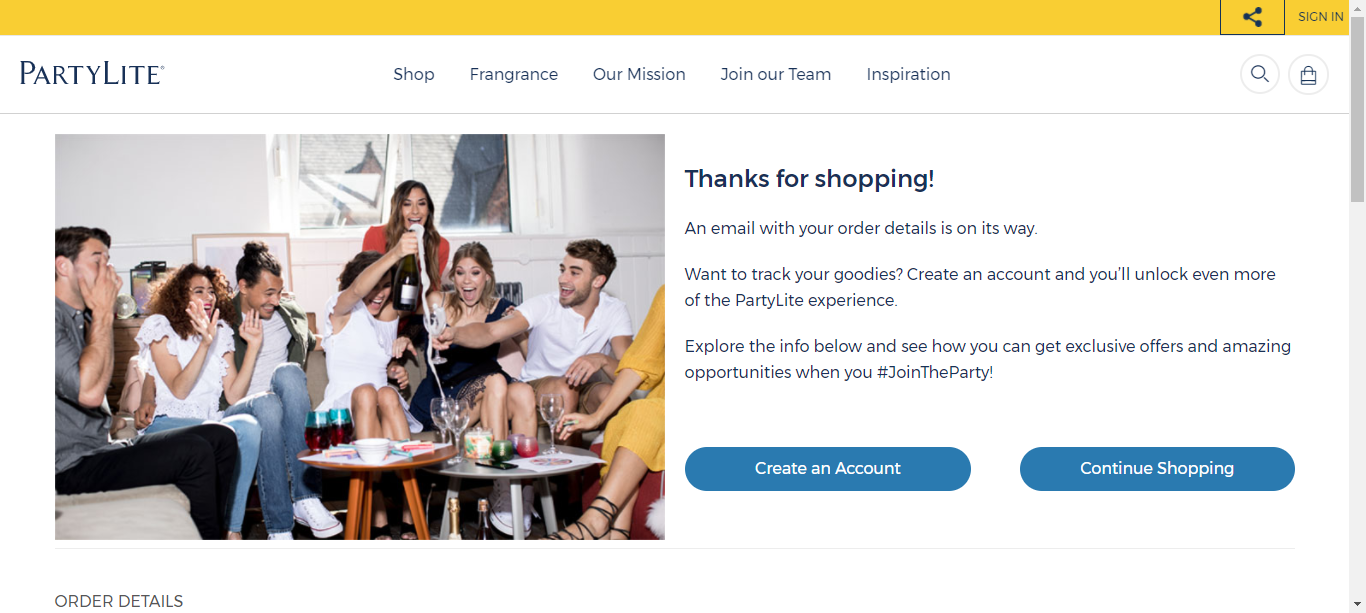 SIGN IN
PARTYLITE®
Shop
Frangrance
Our Mission
Join our Team
Inspiration
Thanks for shopping!
An email with your order details is on its way.
Want to track your goodies? Create an account and you’ll unlock even more
of the PartyLite experience.
Explore the info below and see how you can get exclusive offers and amazing
opportunities when you #JoinTheParty!
Create an Account
Continue Shopping
ORDER DETAILS